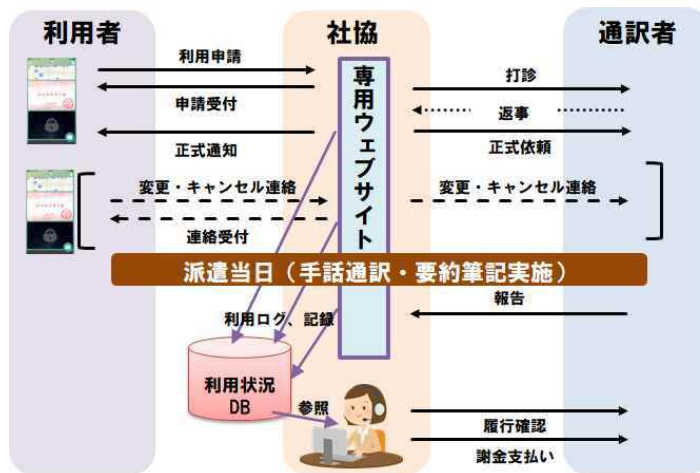 利用者
社協
通訳者
利用申請
申請受付
正式通知
打診
返事
正式依頼
専用ウェブサイト
変更・キャンセル連絡
連絡受付
変更・キャンセル連絡
派遣当日（手話通訳・要約筆記実施）
報告
利用ログ、記録
利用状況
DB
参照
履行確認
謝金支払い